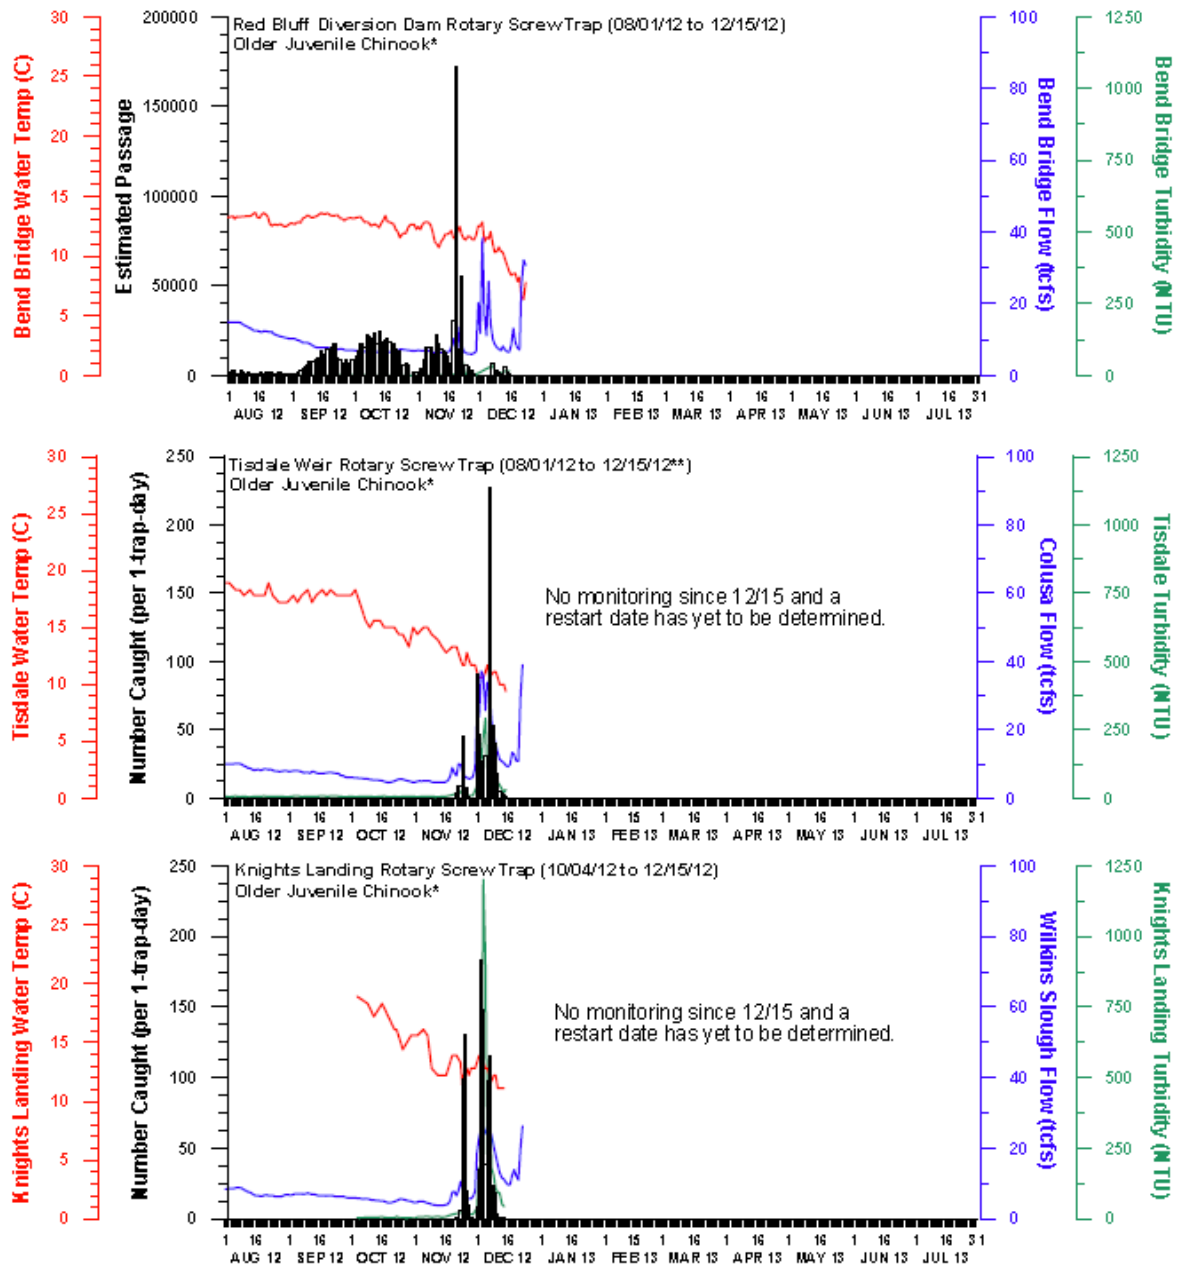 Red Bluff Diversion Dam Rotary Screw Trap (08/01/12 to 12/15/12)
Older Juvenile Chinook*
Bend Bridge Water Temp (C)
30
25
20
15
10
5
0
Estimated Passage
200000
150000
100000
50000
0
100
80
60
40
20
0
Bend Bridge Flow (tcfs)
1250
1000
750
500
250
0
Bend Bridge Turbidity (NTU)
1 16 1 16 1 16 1 16 1 16 1 16 1 15 1 16 1 16 1 16 1 16 1 16 31
AUG 12 SEP 12 OCT 12 NOV 12 DEC 12 JAN 13 FEB 13 MAR 13 APR 13 MAY 13 JUN 13 JUL 13
Tisdale Weir Rotary Screw Trap (08/01/12 to 12/15/12**)
Older Juvenile Chinook*
Tisdale Water Temp (C)
30
25
20
15
10
5
0
Number Caught (per 1-trap-day)
250
200
150
100
50
0
No monitoring since 12/15 and a
restart date has yet to be determined.
100
80
60
40
20
0
Colusa Flow (tcfs)
1250
1000
750
500
250
0
Tisdale Turbidity (NTU)
1 16 1 16 1 16 1 16 1 16 1 16 1 15 1 16 1 16 1 16 1 16 1 16 31
AUG 12 SEP 12 OCT 12 NOV 12 DEC 12 JAN 13 FEB 13 MAR 13 APR 13 MAY 13 JUN 13 JUL 13
Knights Landing Rotary Screw Trap (10/04/12 to 12/15/12)
Older Juvenile Chinook*
Knights Landing Water Temp (C)
30
25
20
15
10
5
0
Number Caught (per 1-trap-day)
250
200
150
100
50
0
No monitoring since 12/15 and a
restart date has yet to be determined.
100
80
60
40
20
0
Wilkins Slough Flow (tcfs)
1250
1000
750
500
250
0
Knights Landing Turbidity (NTU)
1 16 1 16 1 16 1 16 1 16 1 16 1 15 1 16 1 16 1 16 1 16 1 16 31
AUG 12 SEP 12 OCT 12 NOV 12 DEC 12 JAN 13 FEB 13 MAR 13 APR 13 MAY 13 JUN 13 JUL 13